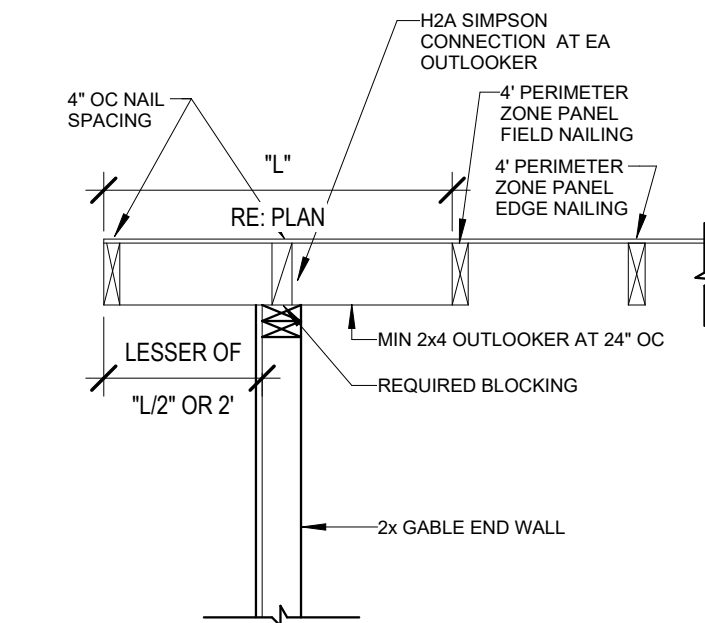 H2A SIMPSON
CONNECTION AT EA
OUTLOOKER
4" OC NAIL
SPACING
4' PERIMETER
ZONE PANEL
FIELD NAILING
"L"
4' PERIMETER
ZONE PANEL
EDGE NAILING
RE: PLAN
MIN 2x4 OUTLOOKER AT 24" OC
LESSER OF
"L/2" OR 2'
REQUIRED BLOCKING
2x GABLE END WALL